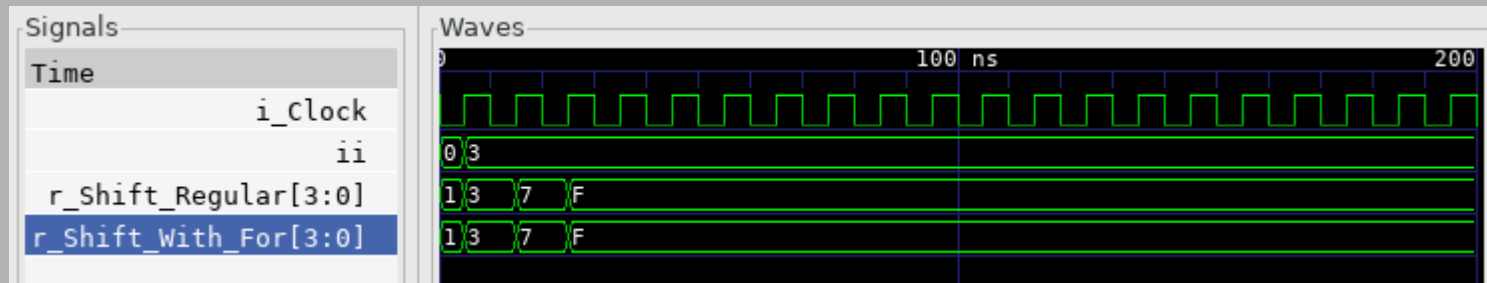 Signals
Waves
Time
0 100 ns 200
i_Clock
ii
0 3
r_Shift_Regular[3:0]
1 3 7 F
r_Shift_With_For[3:0]
1 3 7 F